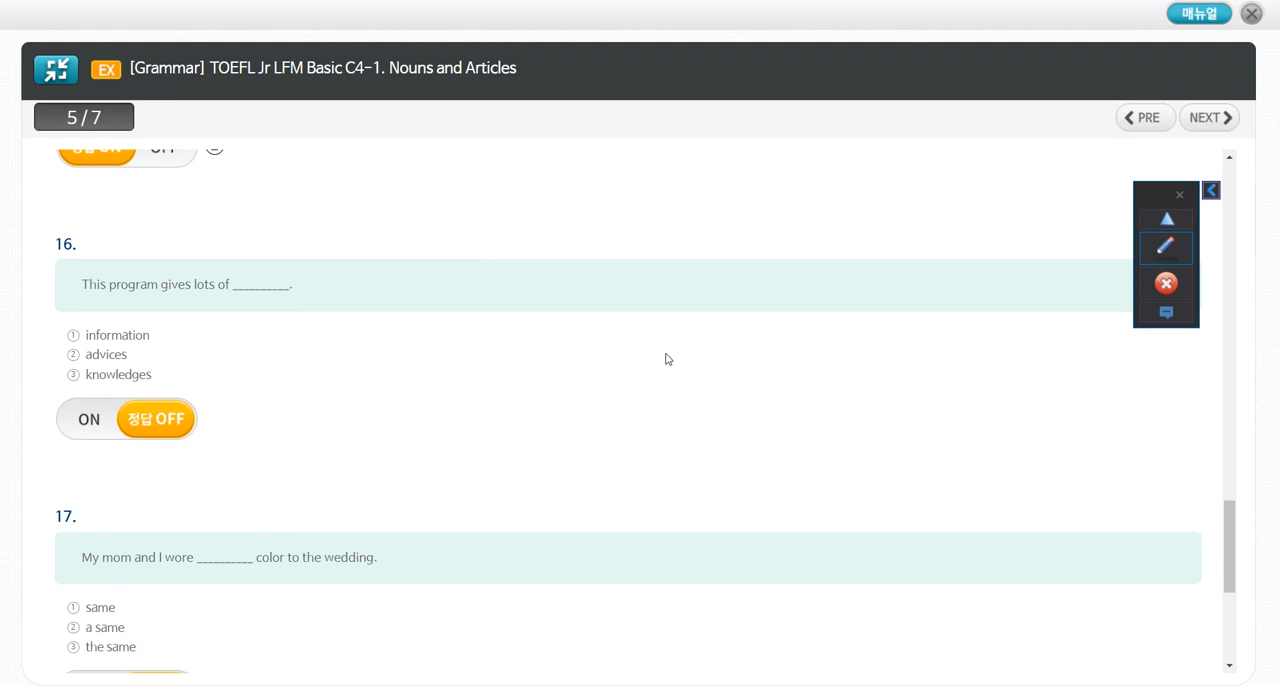 매뉴얼
EX [Grammar] TOEFL Jr LFM Basic C4-1. Nouns and Articles
5 / 7
PRE
NEXT
16.
This program gives lots of __________.
① information
② advices
③ knowledges
ON 정답 OFF
17.
My mom and I wore __________ color to the wedding.
① same
② a same
③ the same